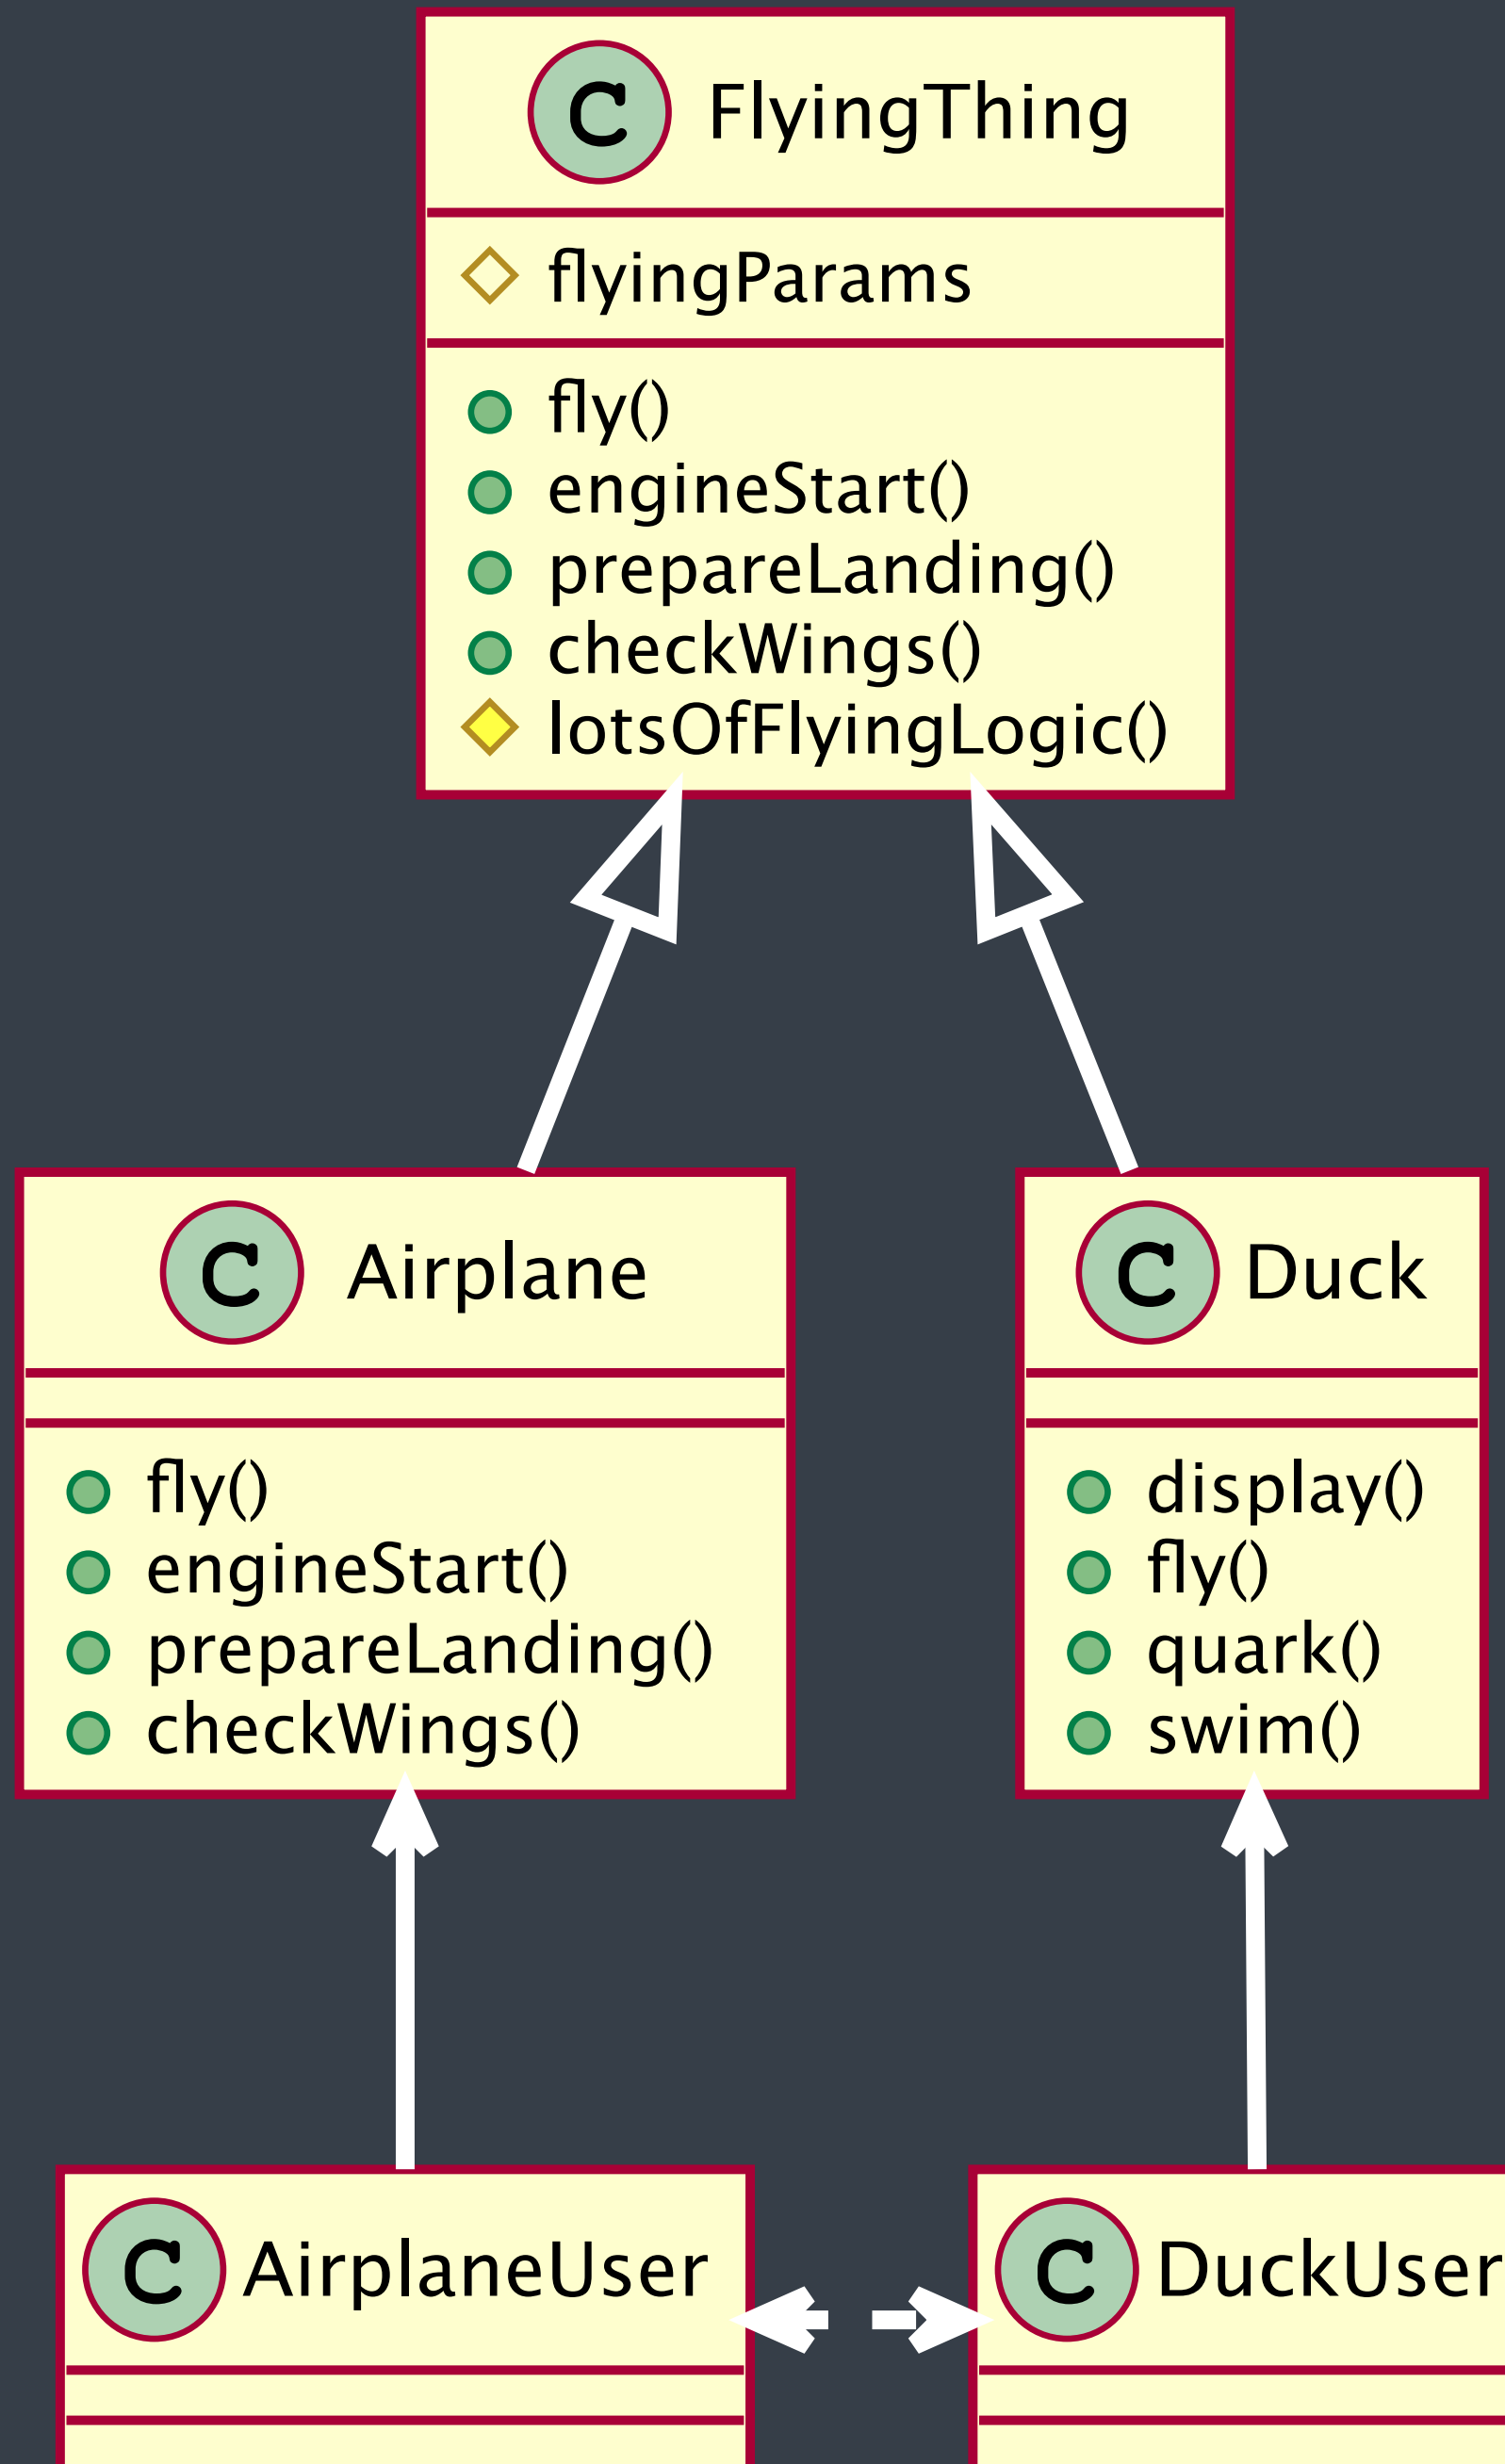 C FlyingThing
flyingParams
fly()
engineStart()
prepareLanding()
checkWings()
lotsOfFlyingLogic()
C Airplane
fly()
engineStart()
prepareLanding()
checkWings()
C Duck
display()
fly()
quark()
swim()
C AirplaneUser
C DuckUser